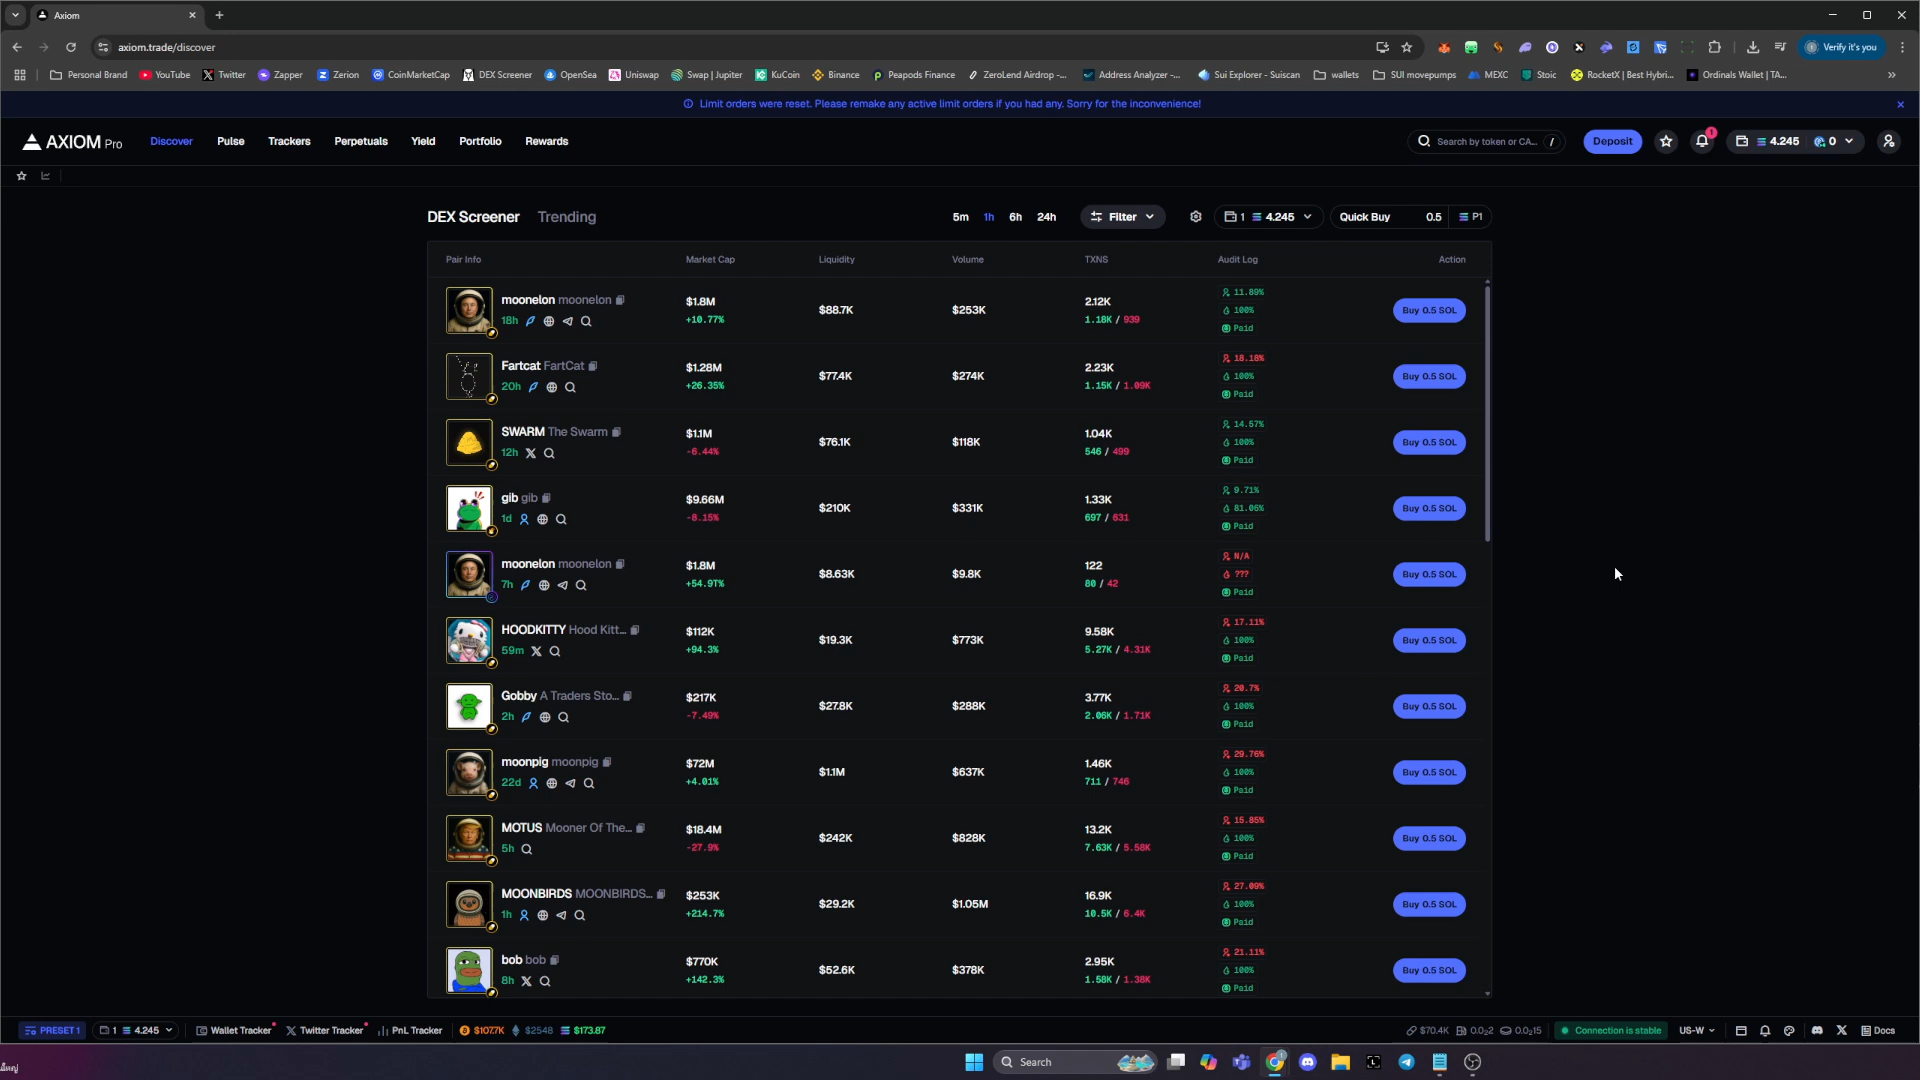 Axiom
axiom.trade/discover
Verify it's you
Personal Brand YouTube Twitter Zapper Zerion CoinMarketCap DEX Screener OpenSea Uniswap Swap | Jupiter KuCoin Binance Peapods Finance ZeroLend Airdrop -... Address Analyzer -... Sui Explorer - Suiscan wallets SUI movepumps MEXC Stoic RocketX | Best Hybri... Ordinals Wallet | TA...
Limit orders were reset. Please remake any active limit orders if you had any. Sorry for the inconvenience!
AXIOM Pro Discover Pulse Trackers Perpetuals Yield Portfolio Rewards Search by token or CA... / Deposit 1 4.245 0
DEX Screener Trending 5m 1h 6h 24h Filter 1 4.245 Quick Buy 0.5 P1
Pair Info Market Cap Liquidity Volume TXNS Audit Log Action
moonelon moonelon $1.8M $88.7K $253K 2.12K 11.89% Buy 0.5 SOL
18h +10.77% 1.18K / 939 100%
Paid
Fartcat FartCat $1.28M $77.4K $274K 2.23K 18.18% Buy 0.5 SOL
20h +26.35% 1.15K / 1.09K 100%
Paid
SWARM The Swarm $1.1M $76.1K $118K 1.04K 14.57% Buy 0.5 SOL
12h -6.44% 546 / 499 100%
Paid
gib gib $9.66M $210K $331K 1.33K 9.71% Buy 0.5 SOL
1d -8.15% 697 / 631 81.06%
Paid
moonelon moonelon $1.8M $8.63K $9.8K 122 N/A Buy 0.5 SOL
7h +54.97% 80 / 42 ???
Paid
HOODKITTY Hood Kitt... $112K $19.3K $773K 9.58K 17.11% Buy 0.5 SOL
59m +94.3% 5.27K / 4.31K 100%
Paid
Gobby A Traders Sto... $217K $27.8K $288K 3.77K 20.7% Buy 0.5 SOL
2h -7.49% 2.06K / 1.71K 100%
Paid
moonpig moonpig $72M $1.1M $637K 1.46K 29.76% Buy 0.5 SOL
22d +4.01% 711 / 746 100%
Paid
MOTUS Mooner Of The... $18.4M $242K $828K 13.2K 15.85% Buy 0.5 SOL
5h -27.9% 7.63K / 5.58K 100%
Paid
MOONBIRDS MOONBIRDS... $253K $29.2K $1.05M 16.9K 27.09% Buy 0.5 SOL
1h +214.7% 10.5K / 6.4K 100%
Paid
bob bob $770K $52.6K $378K 2.95K 21.11% Buy 0.5 SOL
8h +142.3% 1.58K / 1.38K 100%
Paid
PRESET 1 1 4.245 Wallet Tracker Twitter Tracker PnL Tracker $107.7K $2548 $173.87 $70.4K 0.0₂2 0.0₂15 Connection is stable US-W Docs
Search